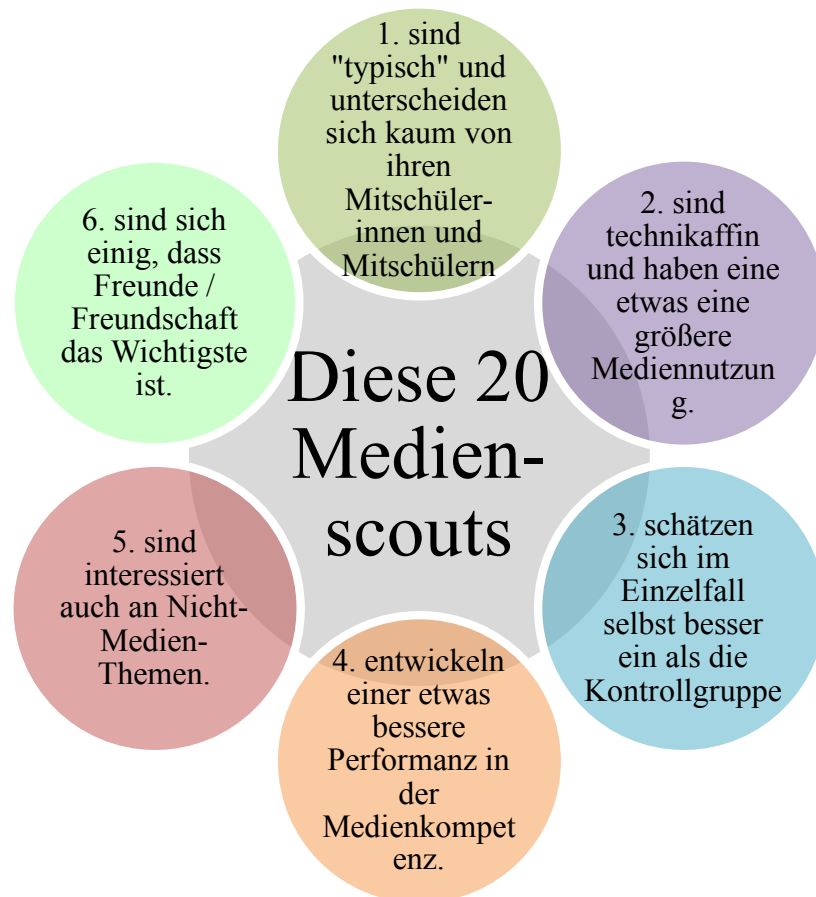 1. sind
"typisch" und
unterscheiden
sich kaum von
ihren
Mitschüler-
innen und
Mitschülern
2. sind
technikaffin
und haben eine
etwas eine
größere
Mediennutzun
g.
3. schätzen
sich im
Einzelfall
selbst besser
ein als die
Kontrollgruppe
4. entwickeln
einer etwas
bessere
Performanz in
der
Medienkompet
enz.
5. sind
interessiert
auch an Nicht-
Medien-
Themen.
6. sind sich
einig, dass
Freunde /
Freundschaft
das Wichtigste
ist.
Diese 20
Medien-
scouts